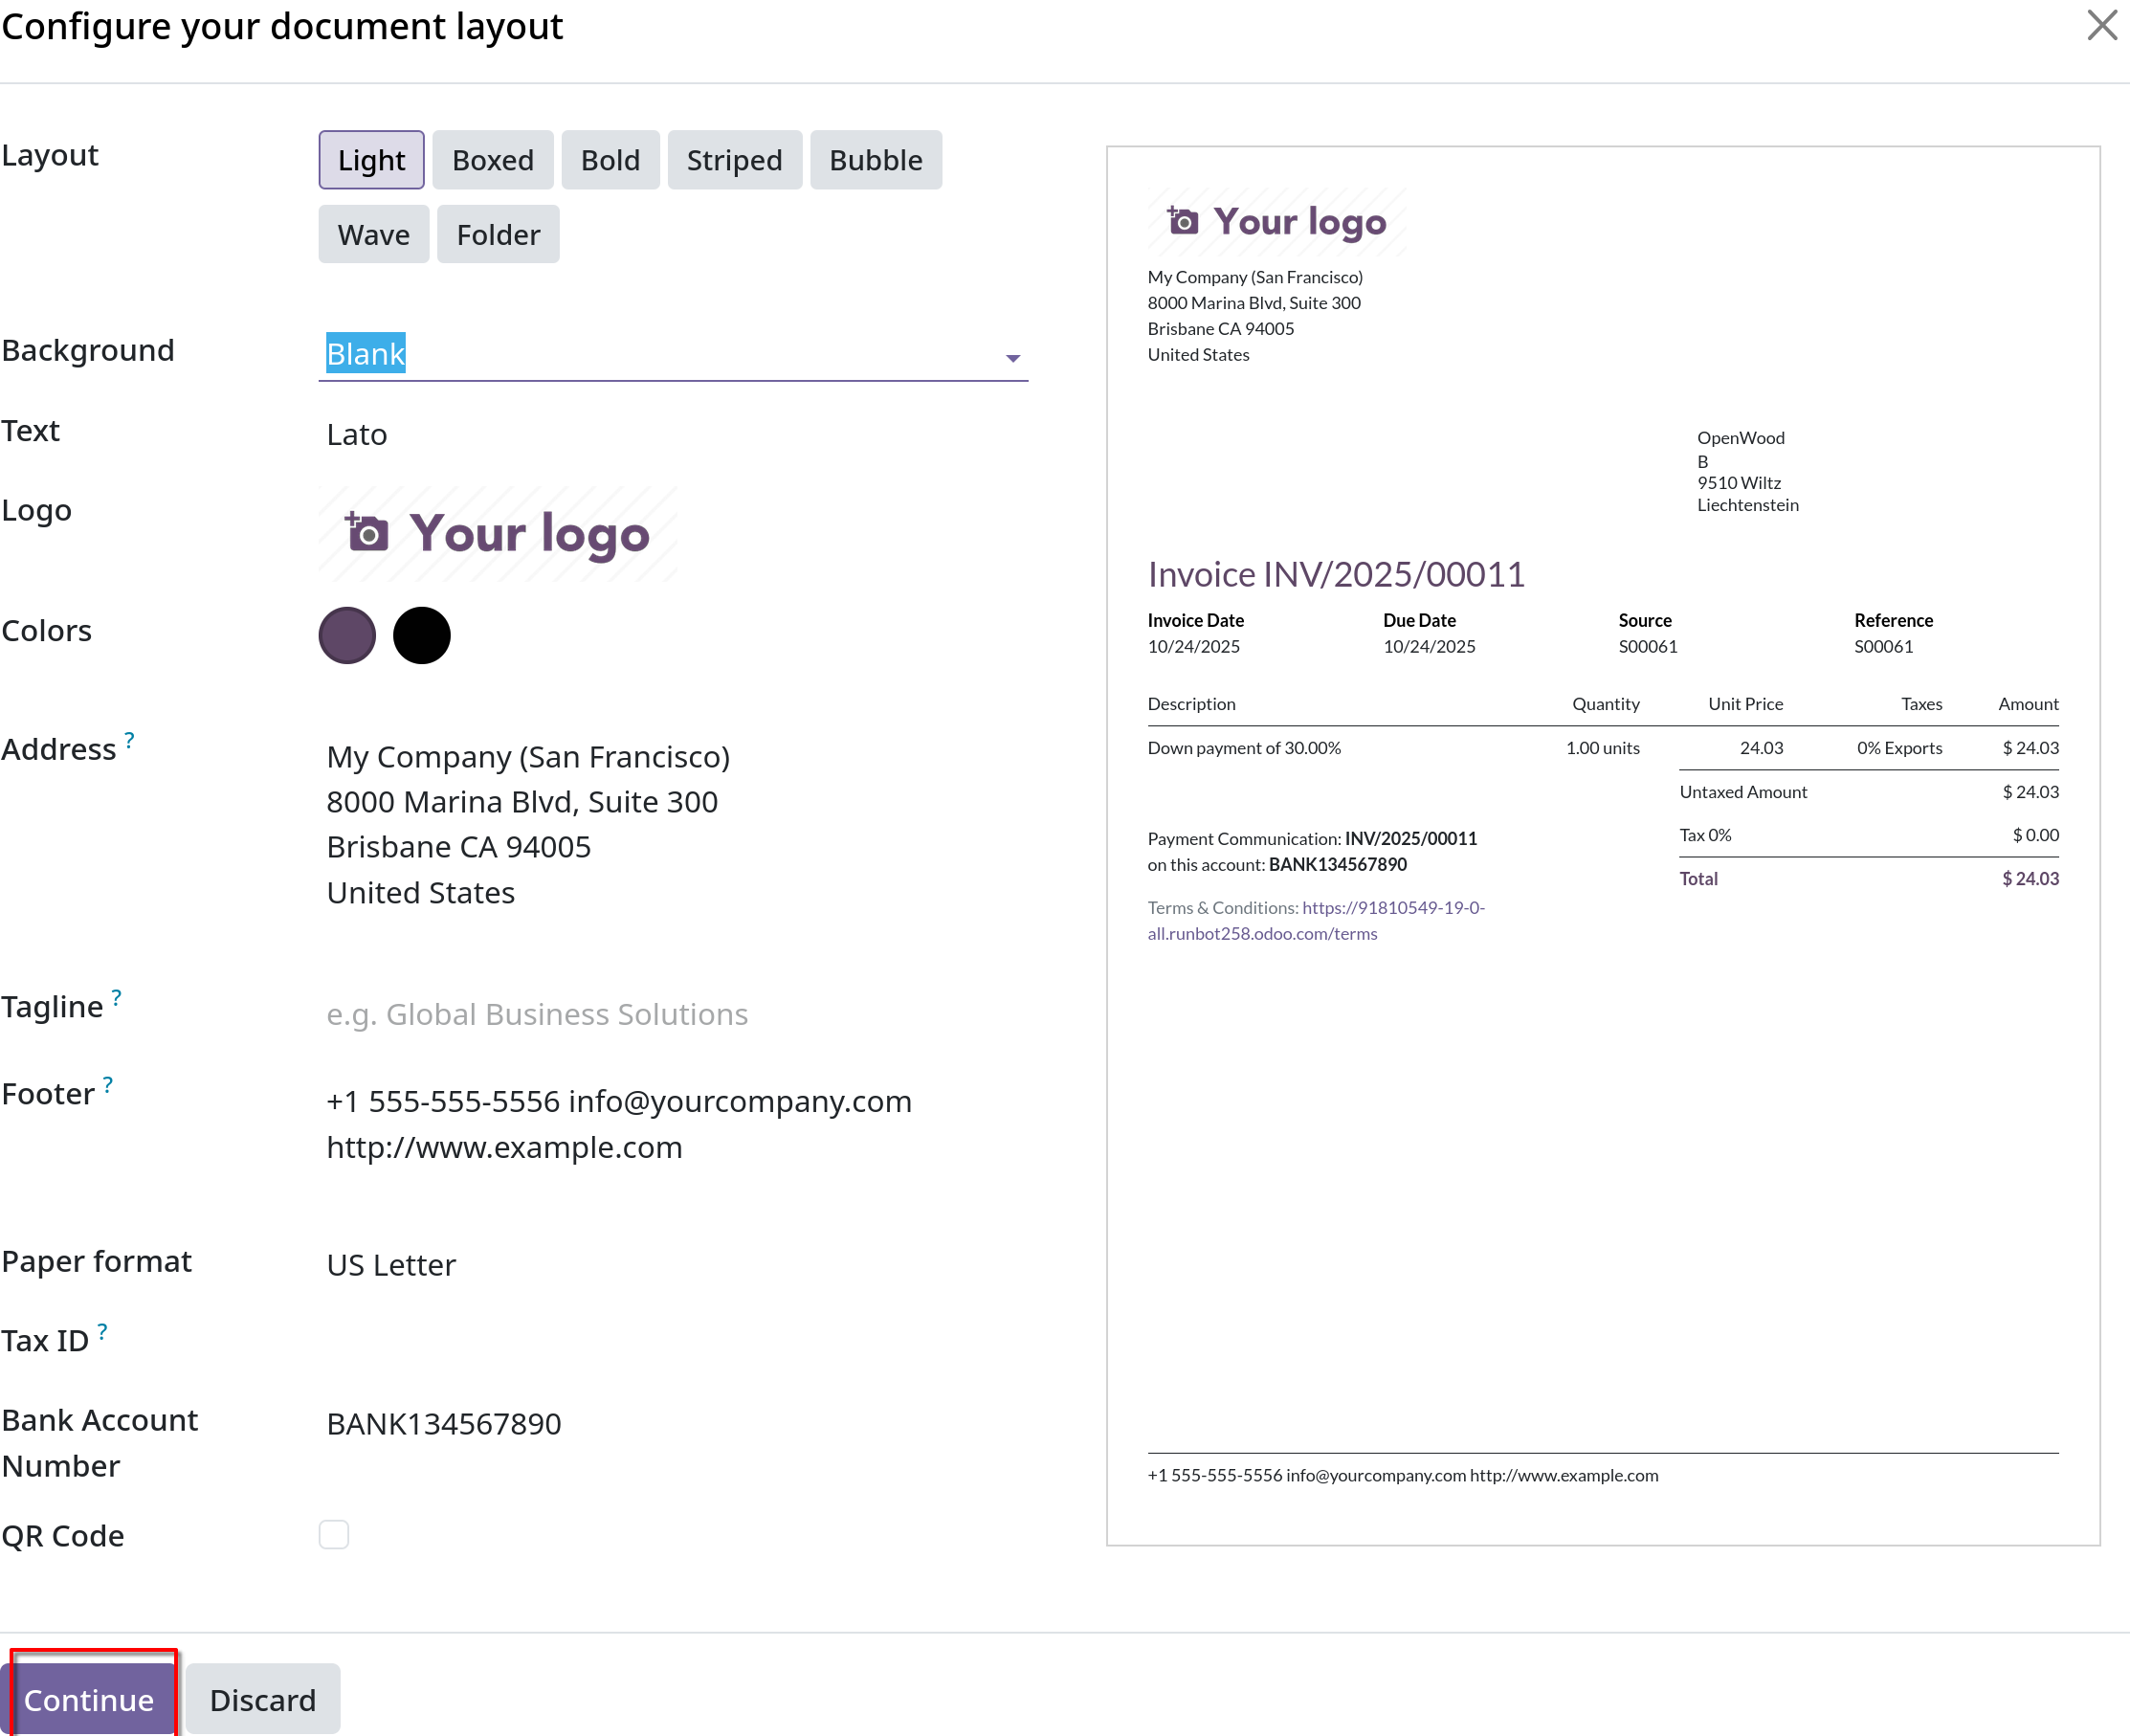 Configure your document layout
Layout
Light Boxed Bold Striped Bubble
Wave Folder
Background Blank
Text Lato
Logo Your logo
Colors
Address ? My Company (San Francisco)
8000 Marina Blvd, Suite 300
Brisbane CA 94005
United States
Tagline ? e.g. Global Business Solutions
Footer ? +1 555-555-5556 info@yourcompany.com
http://www.example.com
Paper format US Letter
Tax ID ?
Bank Account
Number
BANK134567890
QR Code
Your logo
My Company (San Francisco)
8000 Marina Blvd, Suite 300
Brisbane CA 94005
United States
OpenWood
B
9510 Wiltz
Liechtenstein
Invoice INV/2025/00011
Invoice Date Due Date Source Reference
10/24/2025 10/24/2025 S00061 S00061
Description Quantity Unit Price Taxes Amount
Down payment of 30.00% 1.00 units 24.03 0% Exports $ 24.03
Untaxed Amount $ 24.03
Tax 0% $ 0.00
Total $ 24.03
Payment Communication: INV/2025/00011
on this account: BANK134567890
Terms & Conditions: https://91810549-19-0-
all.runbot258.odoo.com/terms
+1 555-555-5556 info@yourcompany.com http://www.example.com
Continue Discard